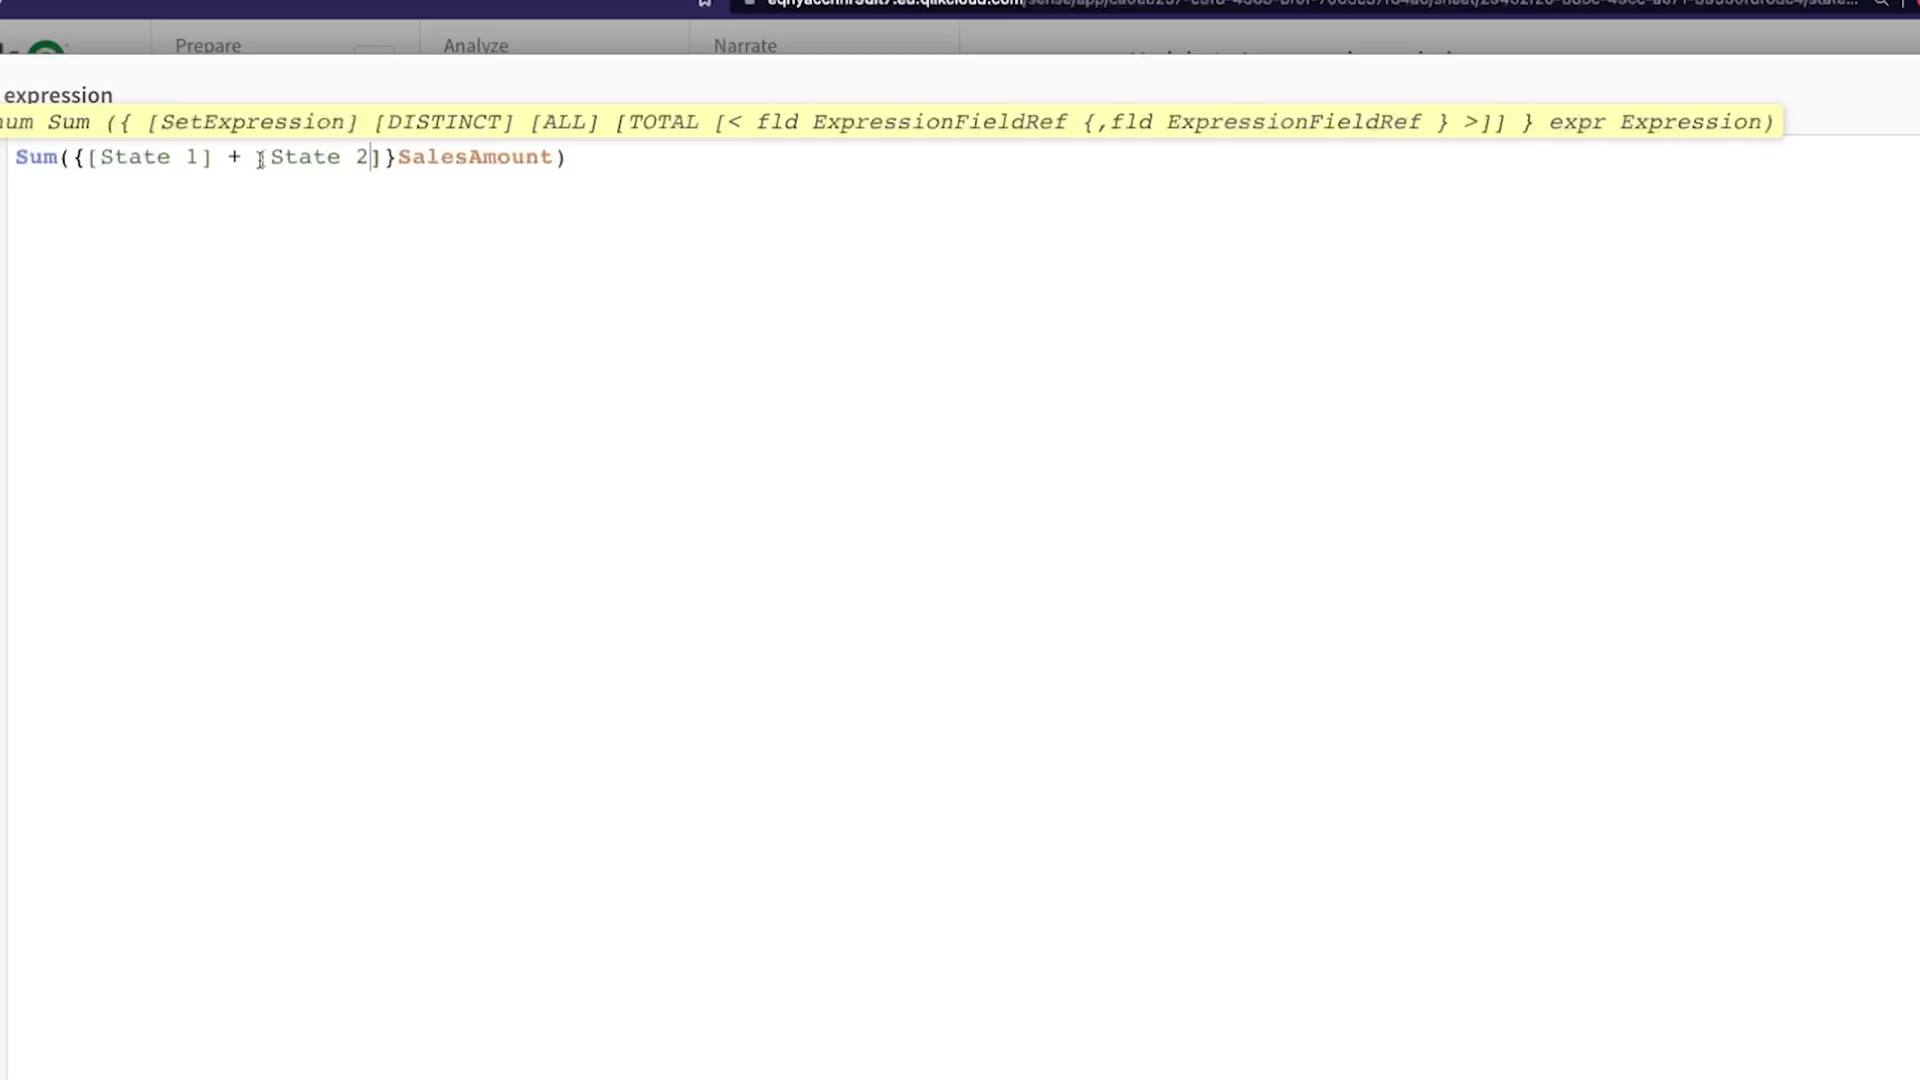 Prepare
Analyze
Narrate
expression
num Sum ({ [SetExpression] [DISTINCT] [ALL] [TOTAL [< fld ExpressionFieldRef {,fld ExpressionFieldRef } >]] } expr Expression)
Sum({[State 1] + [State 2]}SalesAmount)